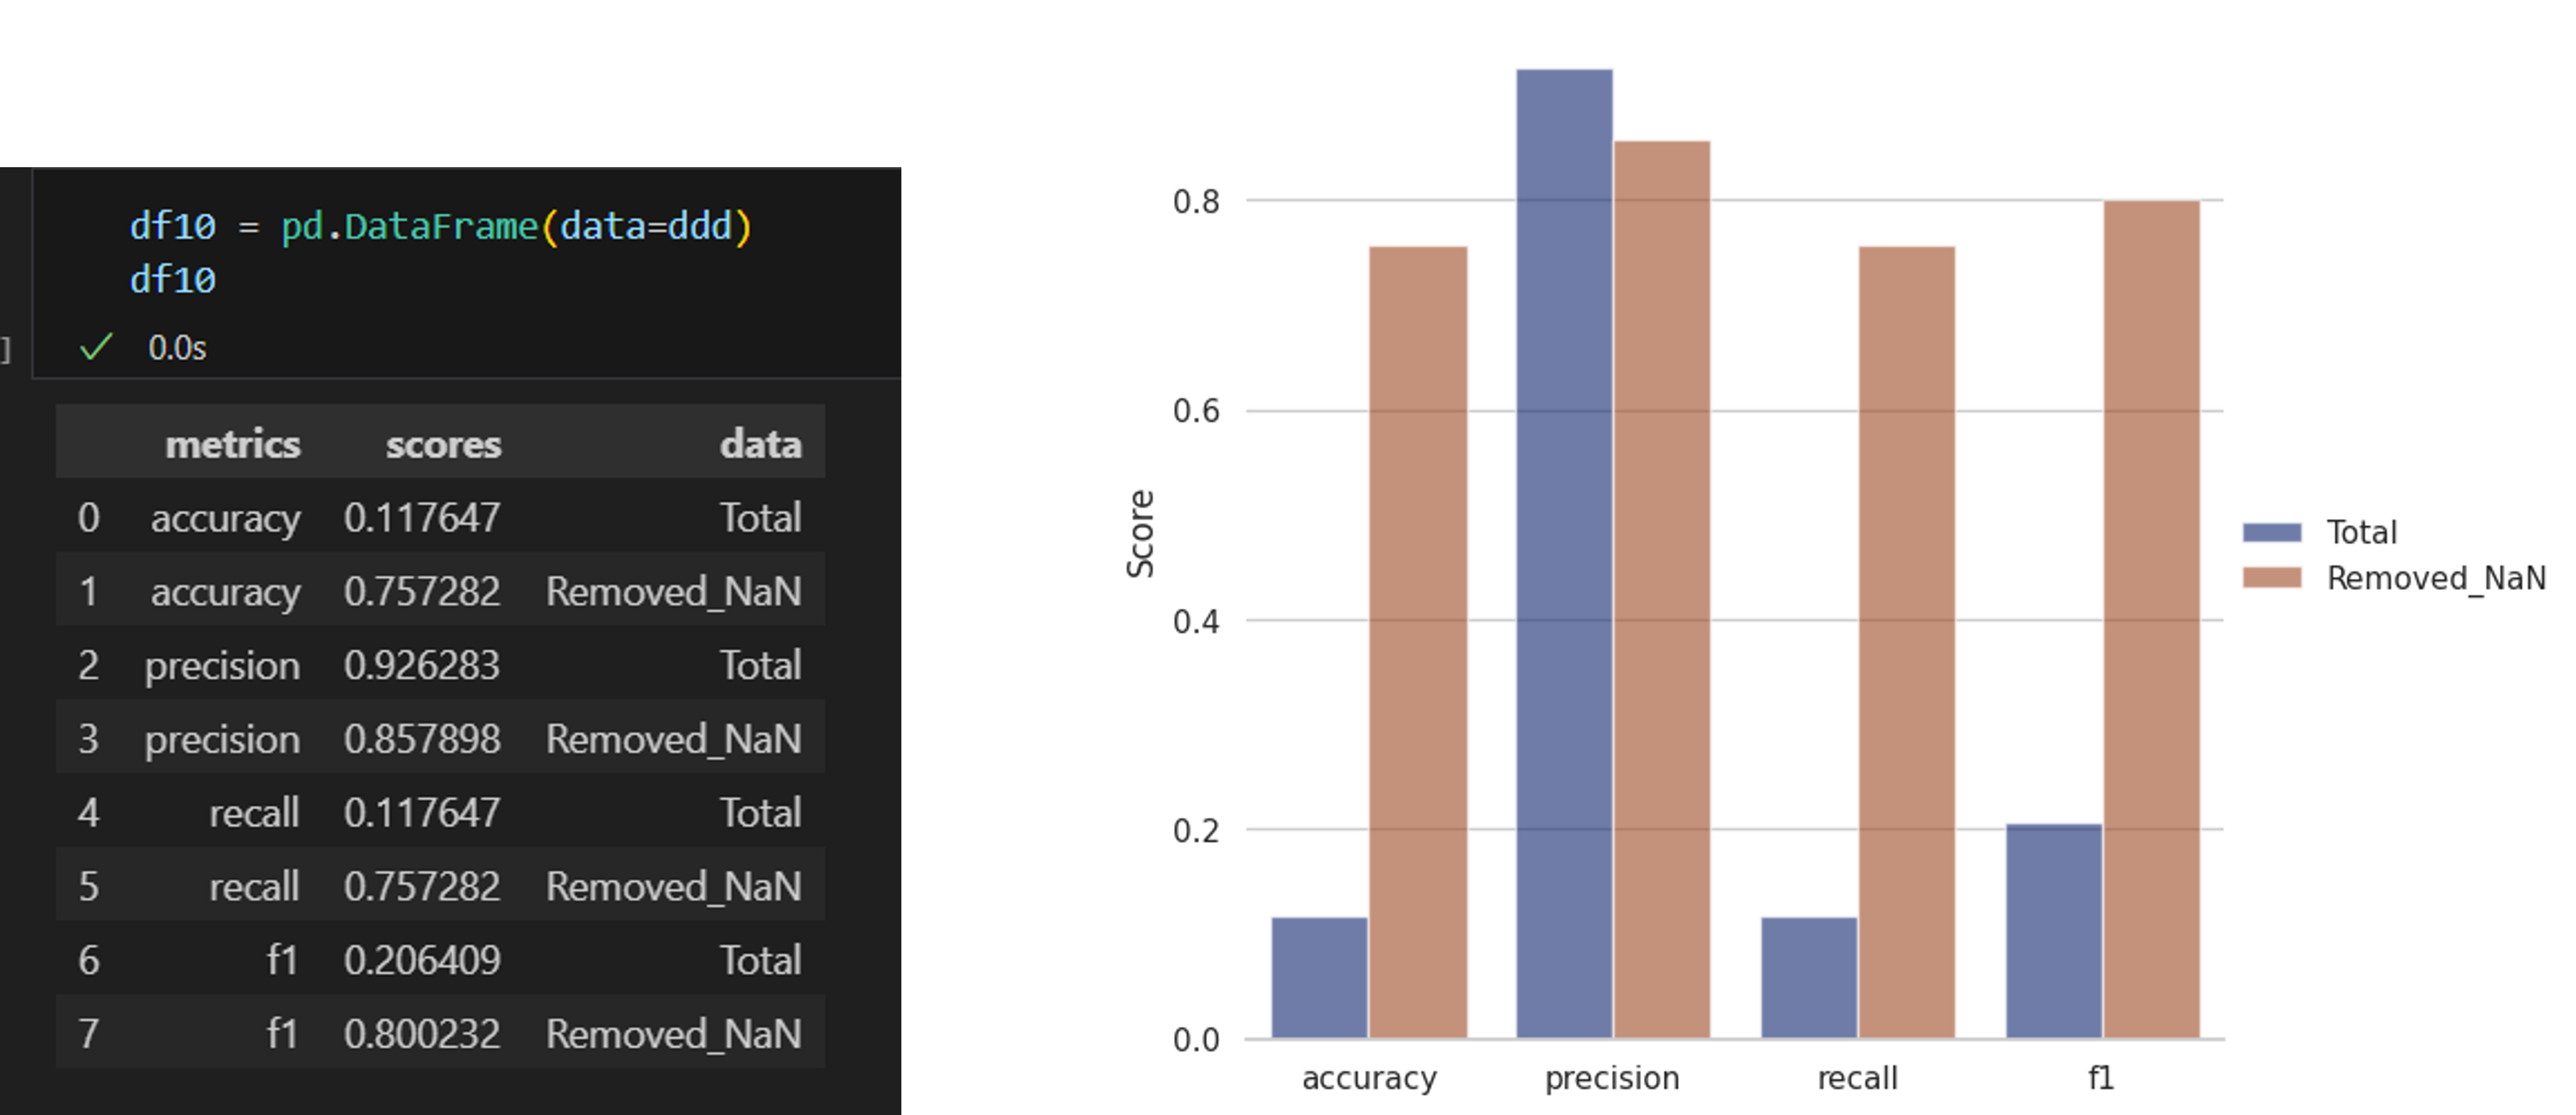 df10 = pd.DataFrame(data=ddd)
df10
] ✓ 0.0s
metrics scores data
0 accuracy 0.117647 Total
1 accuracy 0.757282 Removed_NaN
2 precision 0.926283 Total
3 precision 0.857898 Removed_NaN
4 recall 0.117647 Total
5 recall 0.757282 Removed_NaN
6 f1 0.206409 Total
7 f1 0.800232 Removed_NaN
Score
0.8
0.6
0.4
0.2
0.0
accuracy precision recall f1
Total
Removed_NaN